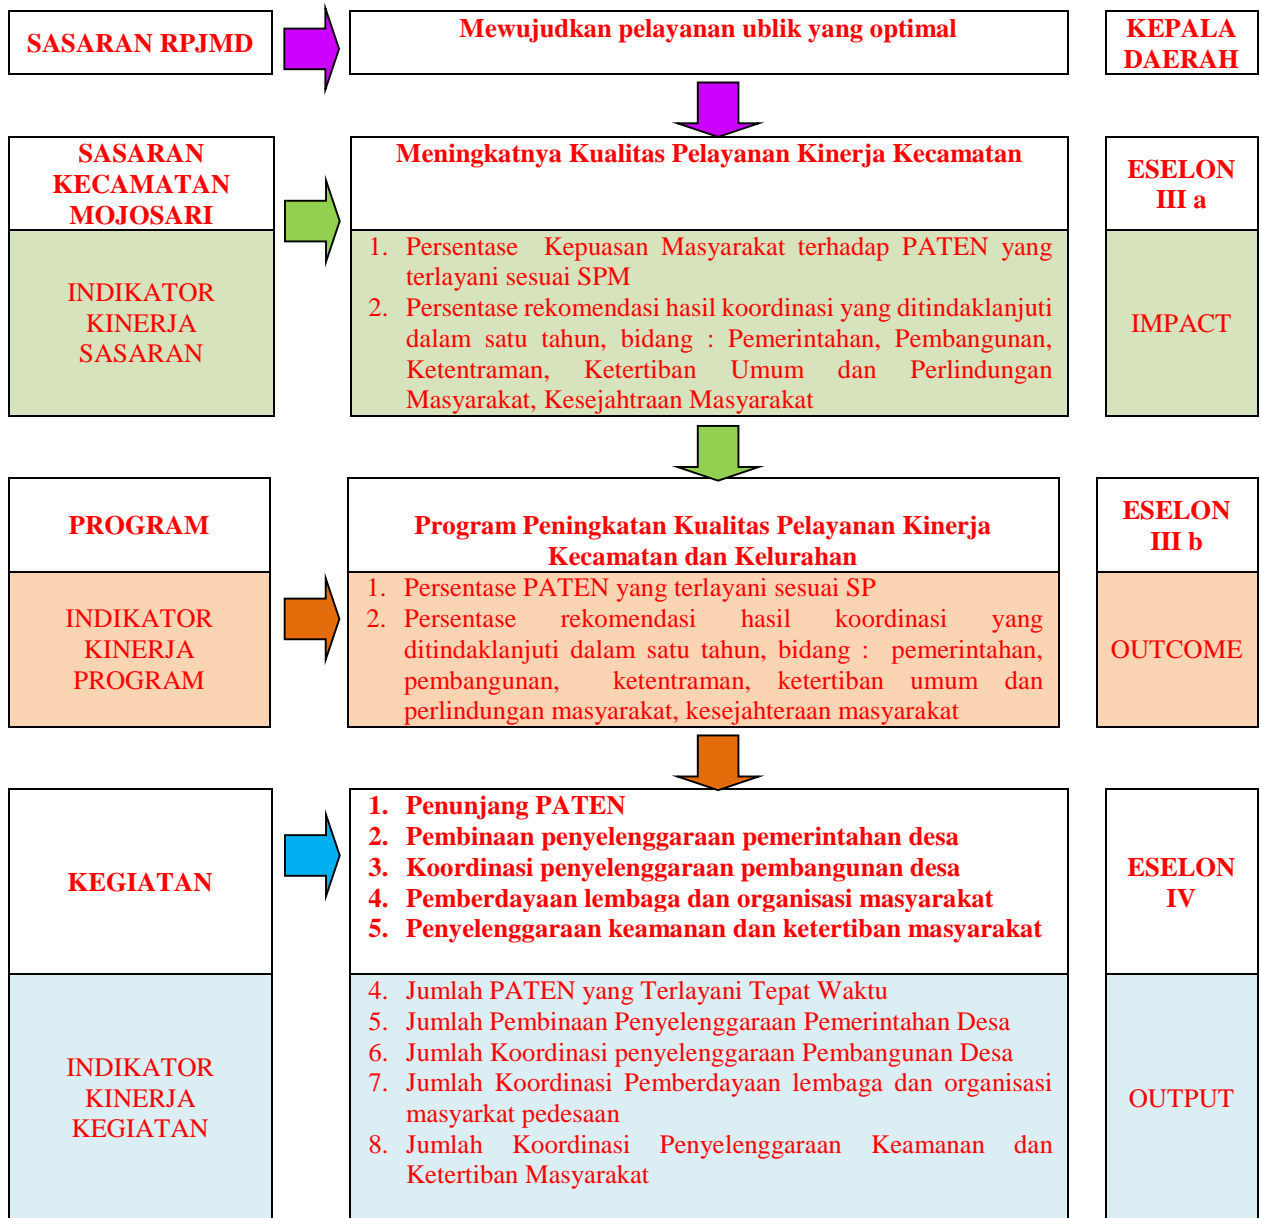 SASARAN RPJMD
Mewujudkan pelayanan ublik yang optimal
KEPALA
DAERAH
SASARAN
KECAMATAN
MOJOSARI
Meningkatnya Kualitas Pelayanan Kinerja Kecamatan
ESELON
III a
INDIKATOR
KINERJA
SASARAN
1. Persentase Kepuasan Masyarakat terhadap PATEN yang
terlayani sesuai SPM
2. Persentase rekomendasi hasil koordinasi yang ditindaklanjuti
dalam satu tahun, bidang : Pemerintahan, Pembangunan,
Ketentraman, Ketertiban Umum dan Perlindungan
Masyarakat, Kesejahtraan Masyarakat
IMPACT
PROGRAM
Program Peningkatan Kualitas Pelayanan Kinerja
Kecamatan dan Kelurahan
ESELON
III b
INDIKATOR
KINERJA
PROGRAM
1. Persentase PATEN yang terlayani sesuai SP
2. Persentase rekomendasi hasil koordinasi yang
ditindaklanjuti dalam satu tahun, bidang : pemerintahan,
pembangunan, ketentraman, ketertiban umum dan
perlindungan masyarakat, kesejahteraan masyarakat
OUTCOME
KEGIATAN
1. Penunjang PATEN
2. Pembinaan penyelenggaraan pemerintahan desa
3. Koordinasi penyelenggaraan pembangunan desa
4. Pemberdayaan lembaga dan organisasi masyarakat
5. Penyelenggaraan keamanan dan ketertiban masyarakat
ESELON
IV
INDIKATOR
KINERJA
KEGIATAN
4. Jumlah PATEN yang Terlayani Tepat Waktu
5. Jumlah Pembinaan Penyelenggaraan Pemerintahan Desa
6. Jumlah Koordinasi penyelenggaraan Pembangunan Desa
7. Jumlah Koordinasi Pemberdayaan lembaga dan organisasi
masyarkat pedesaan
8. Jumlah Koordinasi Penyelenggaraan Keamanan dan
Ketertiban Masyarakat
OUTPUT